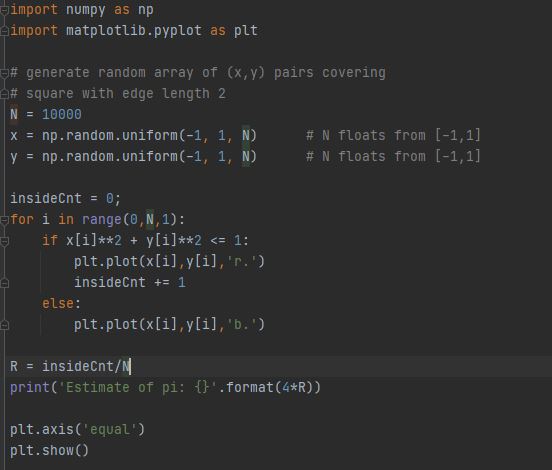 import numpy as np
import matplotlib.pyplot as plt

# generate random array of (x,y) pairs covering
# square with edge length 2
N = 10000
x = np.random.uniform(-1, 1, N)      # N floats from [-1,1]
y = np.random.uniform(-1, 1, N)      # N floats from [-1,1]

insideCnt = 0;
for i in range(0,N,1):
    if x[i]**2 + y[i]**2 <= 1:
        plt.plot(x[i],y[i],'r.')
        insideCnt += 1
    else:
        plt.plot(x[i],y[i],'b.')

R = insideCnt/N
print('Estimate of pi: {}'.format(4*R))

plt.axis('equal')
plt.show()